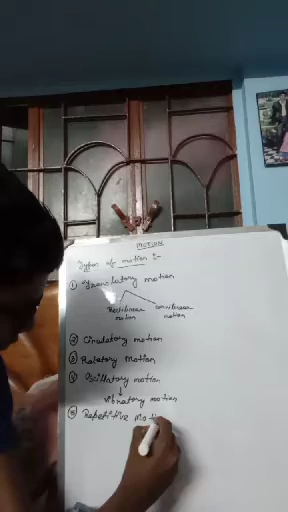 MOTION
Types of motion :-
① Translatory motion
Rectilinear motion
curvilinear motion
② Circulatory motion
③ Rotatory motion
④ Oscillatory motion
↓
vibratory motion
⑤ Repetitive Moti